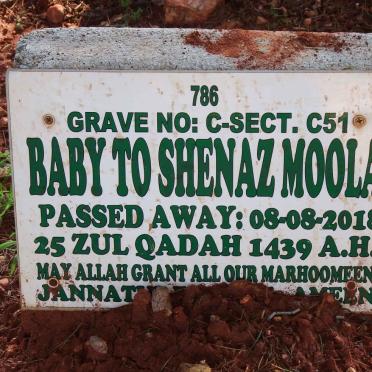 786
GRAVE NO: C-SECT. C51
BABY TO SHENAZ MOOLA
PASSED AWAY: 08-08-2018
25 ZUL QADAH 1439 A.H.
MAY ALLAH GRANT ALL OUR MARHOOMEEN
AMEEN